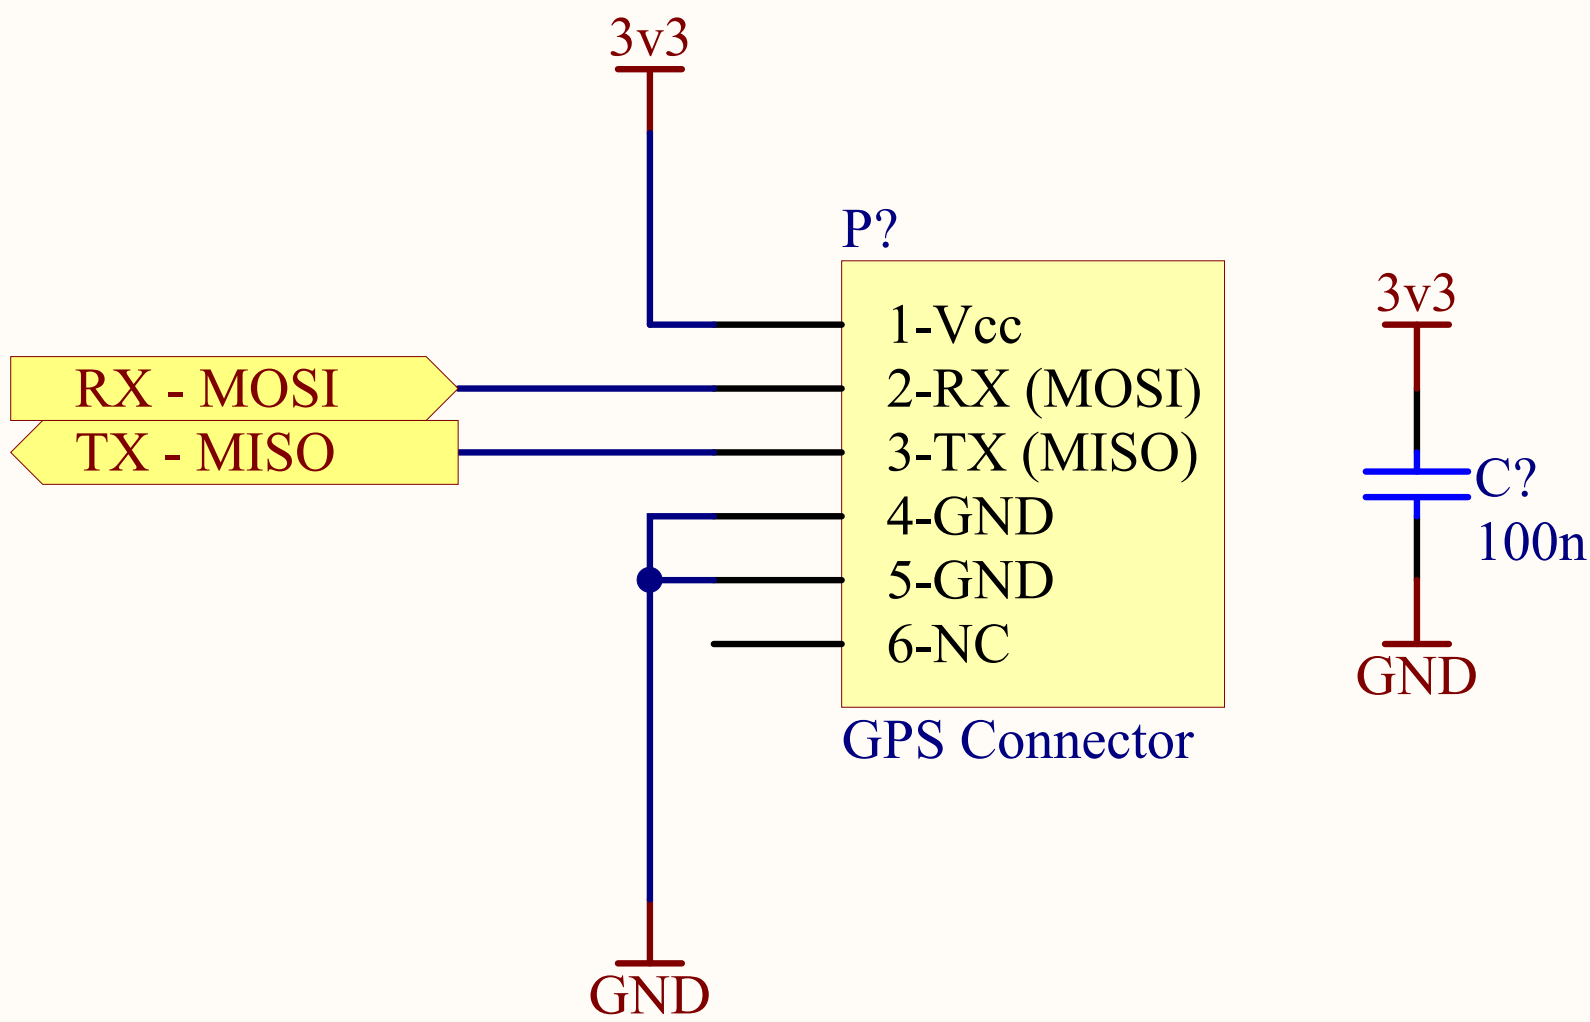 3v3
P?
1-Vcc
3v3
RX - MOSI
2-RX (MOSI)
TX - MISO
3-TX (MISO)
C?
4-GND
100n
5-GND
6-NC
GND
GPS Connector
GND